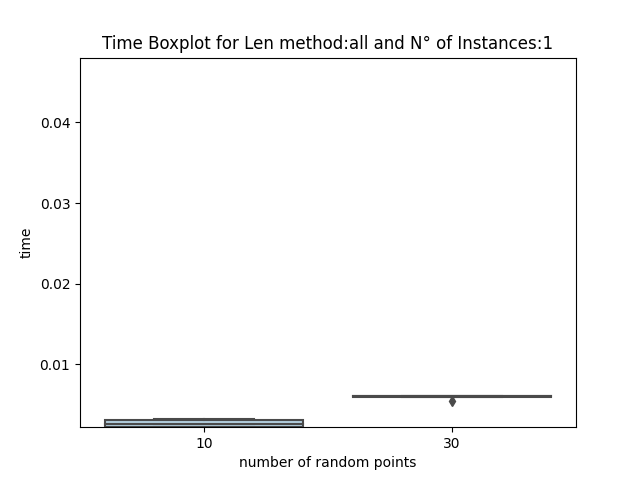 Time Boxplot for Len method:all and N° of Instances:1
0.04
0.03
0.02
0.01
time
10
30
number of random points